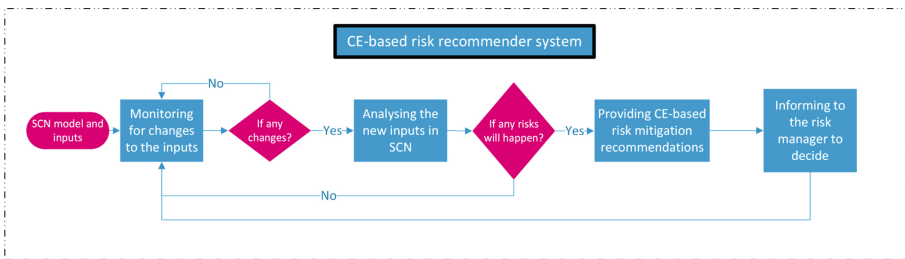 CE-based risk recommender system
No
SCN model and
inputs
Monitoring
for changes
to the inputs
If any
changes?
Yes
Analysing the
new inputs in
SCN
If any risks
will happen?
Yes
Providing CE-based
risk mitigation
recommendations
Informing to
the risk
manager to
decide
No